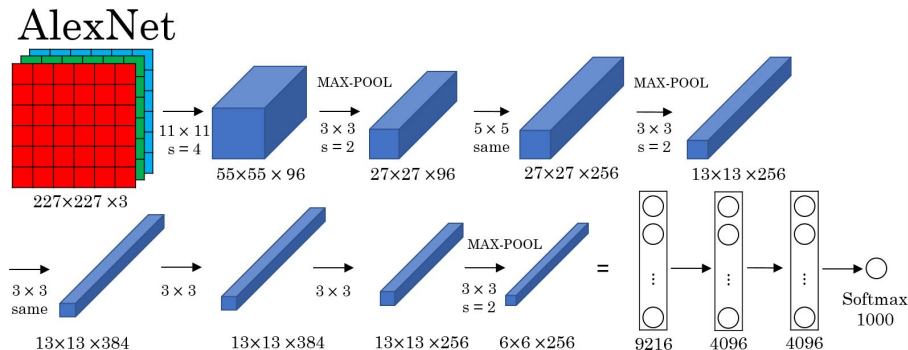 AlexNet
227×227 ×3
11 × 11
s = 4
55×55 × 96
MAX-POOL
3 × 3
s = 2
27×27 ×96
5 × 5
same
27×27 ×256
MAX-POOL
3 × 3
s = 2
13×13 ×256
3 × 3
same
13×13 ×384
3 × 3
13×13 ×384
3 × 3
13×13 ×256
MAX-POOL
3 × 3
s = 2
6×6 ×256
=
...
9216
...
4096
...
4096
Softmax
1000